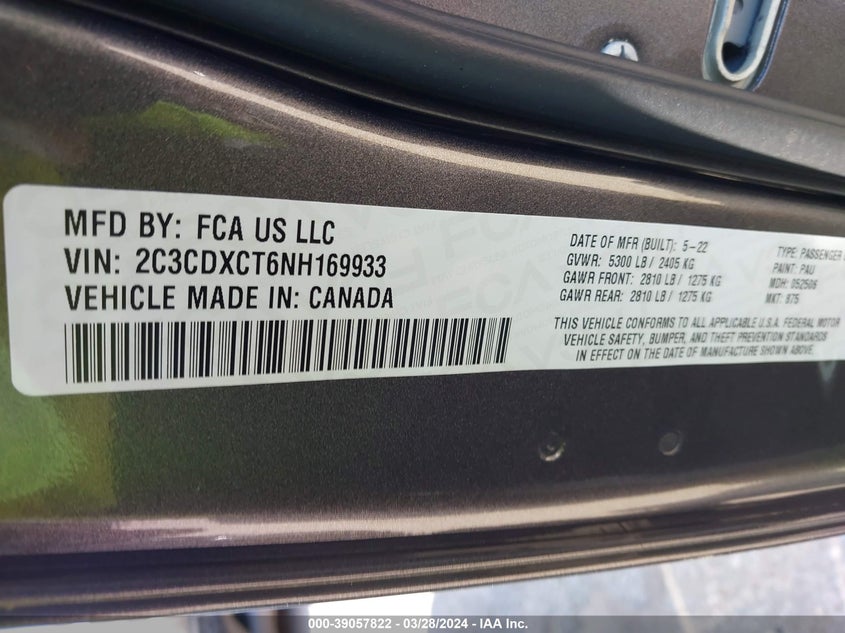 MFD BY: FCA US LLC
VIN: 2C3CDXCT6NH169933
VEHICLE MADE IN: CANADA
DATE OF MFR (BUILT): 5-22
GVWR: 5300 LB / 2405 KG
GAWR FRONT: 2810 LB / 1275 KG
GAWR REAR: 2810 LB / 1275 KG
TYPE: PASSENGER
PAINT: PAU
MDH: 052506
MKT: 875
THIS VEHICLE CONFORMS TO ALL APPLICABLE U.S.A. FEDERAL MOTOR
VEHICLE SAFETY, BUMPER, AND THEFT PREVENTION STANDARDS
IN EFFECT ON THE DATE OF MANUFACTURE SHOWN ABOVE.
000-39057822 - 03/28/2024 - IAA Inc.